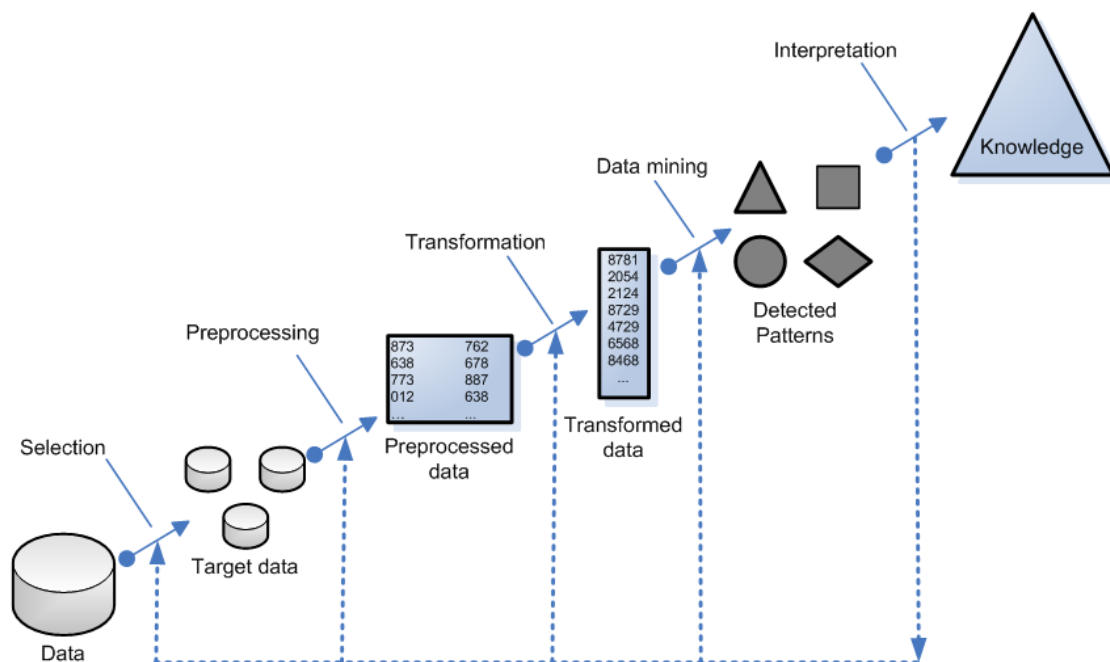 Interpretation
Knowledge
Data mining
Transformation
8781
2054
2124
8729
4729
6568
8468
...
Detected
Patterns
Preprocessing
873 762
638 678
773 887
012 638
... ...
Transformed
data
Preprocessed
data
Selection
Target data
Data